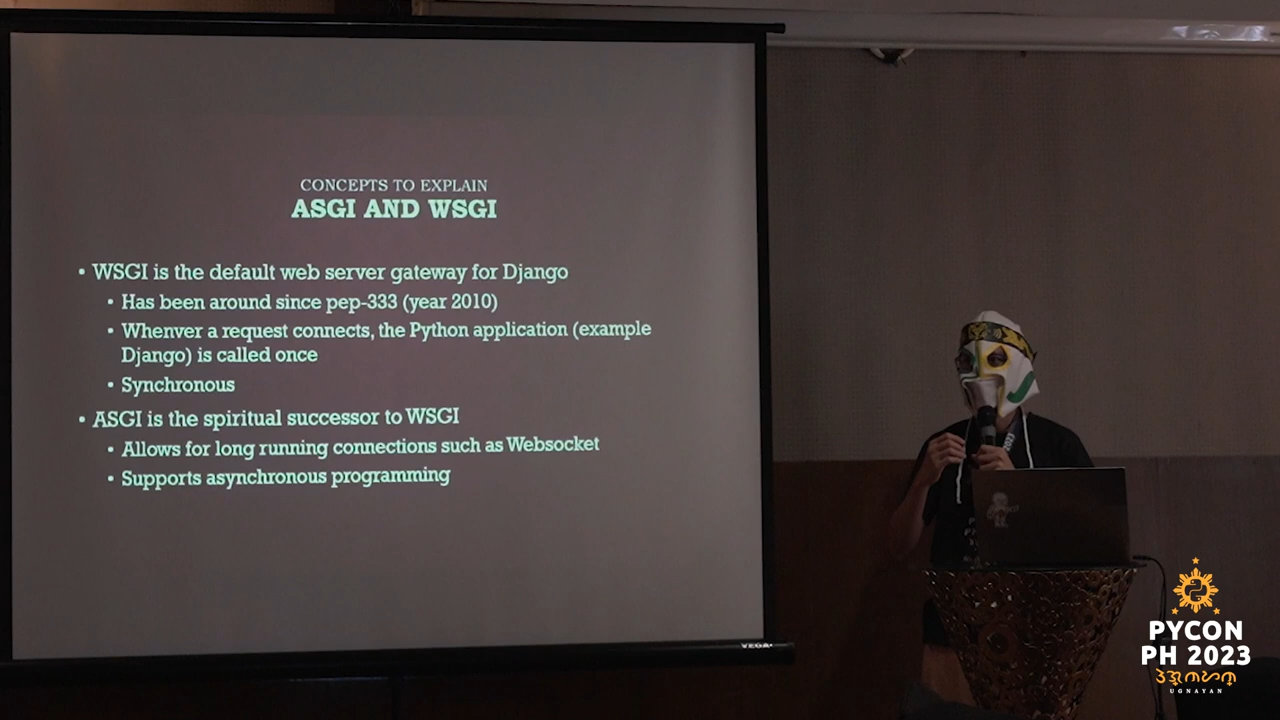 CONCEPTS TO EXPLAIN
ASGI AND WSGI
• WSGI is the default web server gateway for Django
• Has been around since pep-333 (year 2010)
• Whenver a request connects, the Python application (example
Django) is called once
• Synchronous
• ASGI is the spiritual successor to WSGI
• Allows for long running connections such as Websocket
• Supports asynchronous programming
VEGA
PYCON
PH 2023
UGNAYAN